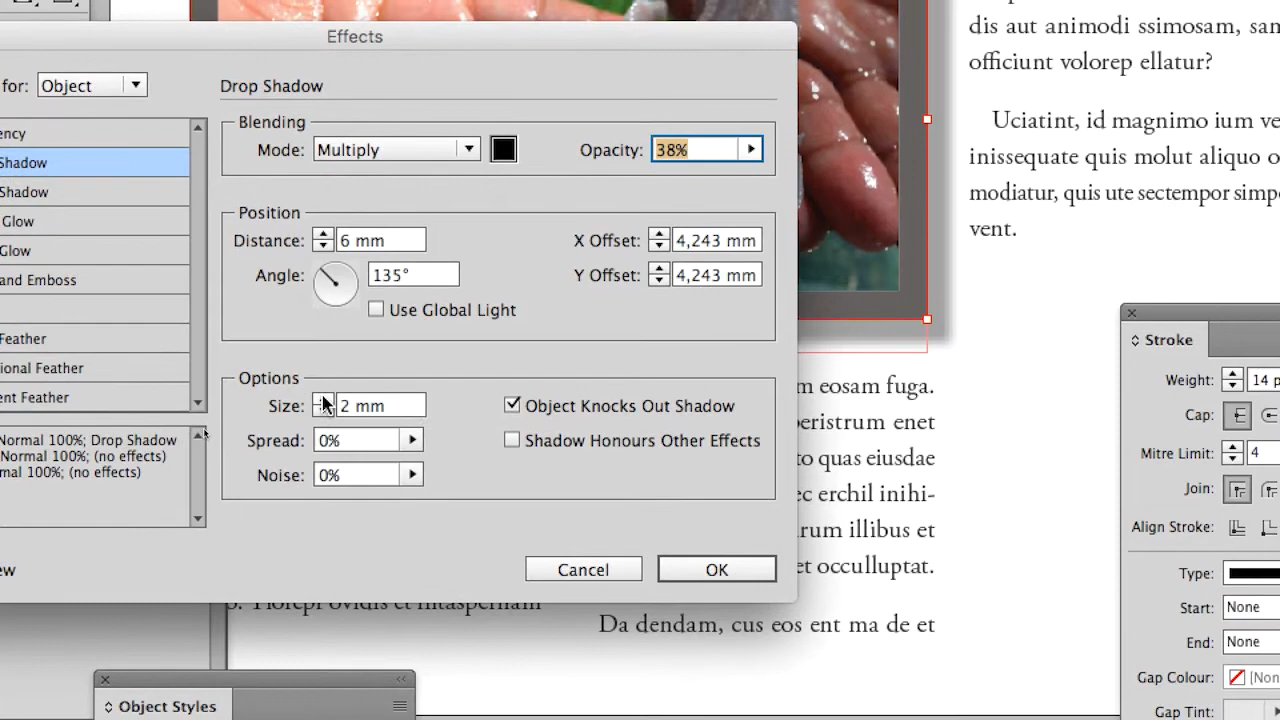 Effects
for: Object
Drop Shadow
ency
Shadow
Shadow
Glow
Glow
and Emboss
Feather
ional Feather
ent Feather
Normal 100%; Drop Shadow
Normal 100%; (no effects)
mal 100%; (no effects)
ew
Blending
Mode: Multiply
Opacity: 38%
Position
Distance: 6 mm
X Offset: 4,243 mm
Angle: 135°
Y Offset: 4,243 mm
Use Global Light
Options
Size: 2 mm
Object Knocks Out Shadow
Spread: 0%
Shadow Honours Other Effects
Noise: 0%
Cancel
OK
dis aut animodi ssimosam, sam
officiunt volorep ellatur?
Uciatint, id magnimo ium ve
inissequate quis molut aliquo o
modiatur, quis ute sectempor simpo
vent.
m eosam fuga.
peristrum enet
to quas eiusdae
ec erchil inihi-
arum illibus et
et occulluptat.
Da dendam, cus eos ent ma de et
Stroke
Weight: 14 p
Cap:
Mitre Limit: 4
Join:
Align Stroke:
Type:
Start: None
End: None
Gap Colour: [Non
Gap Tint:
Object Styles